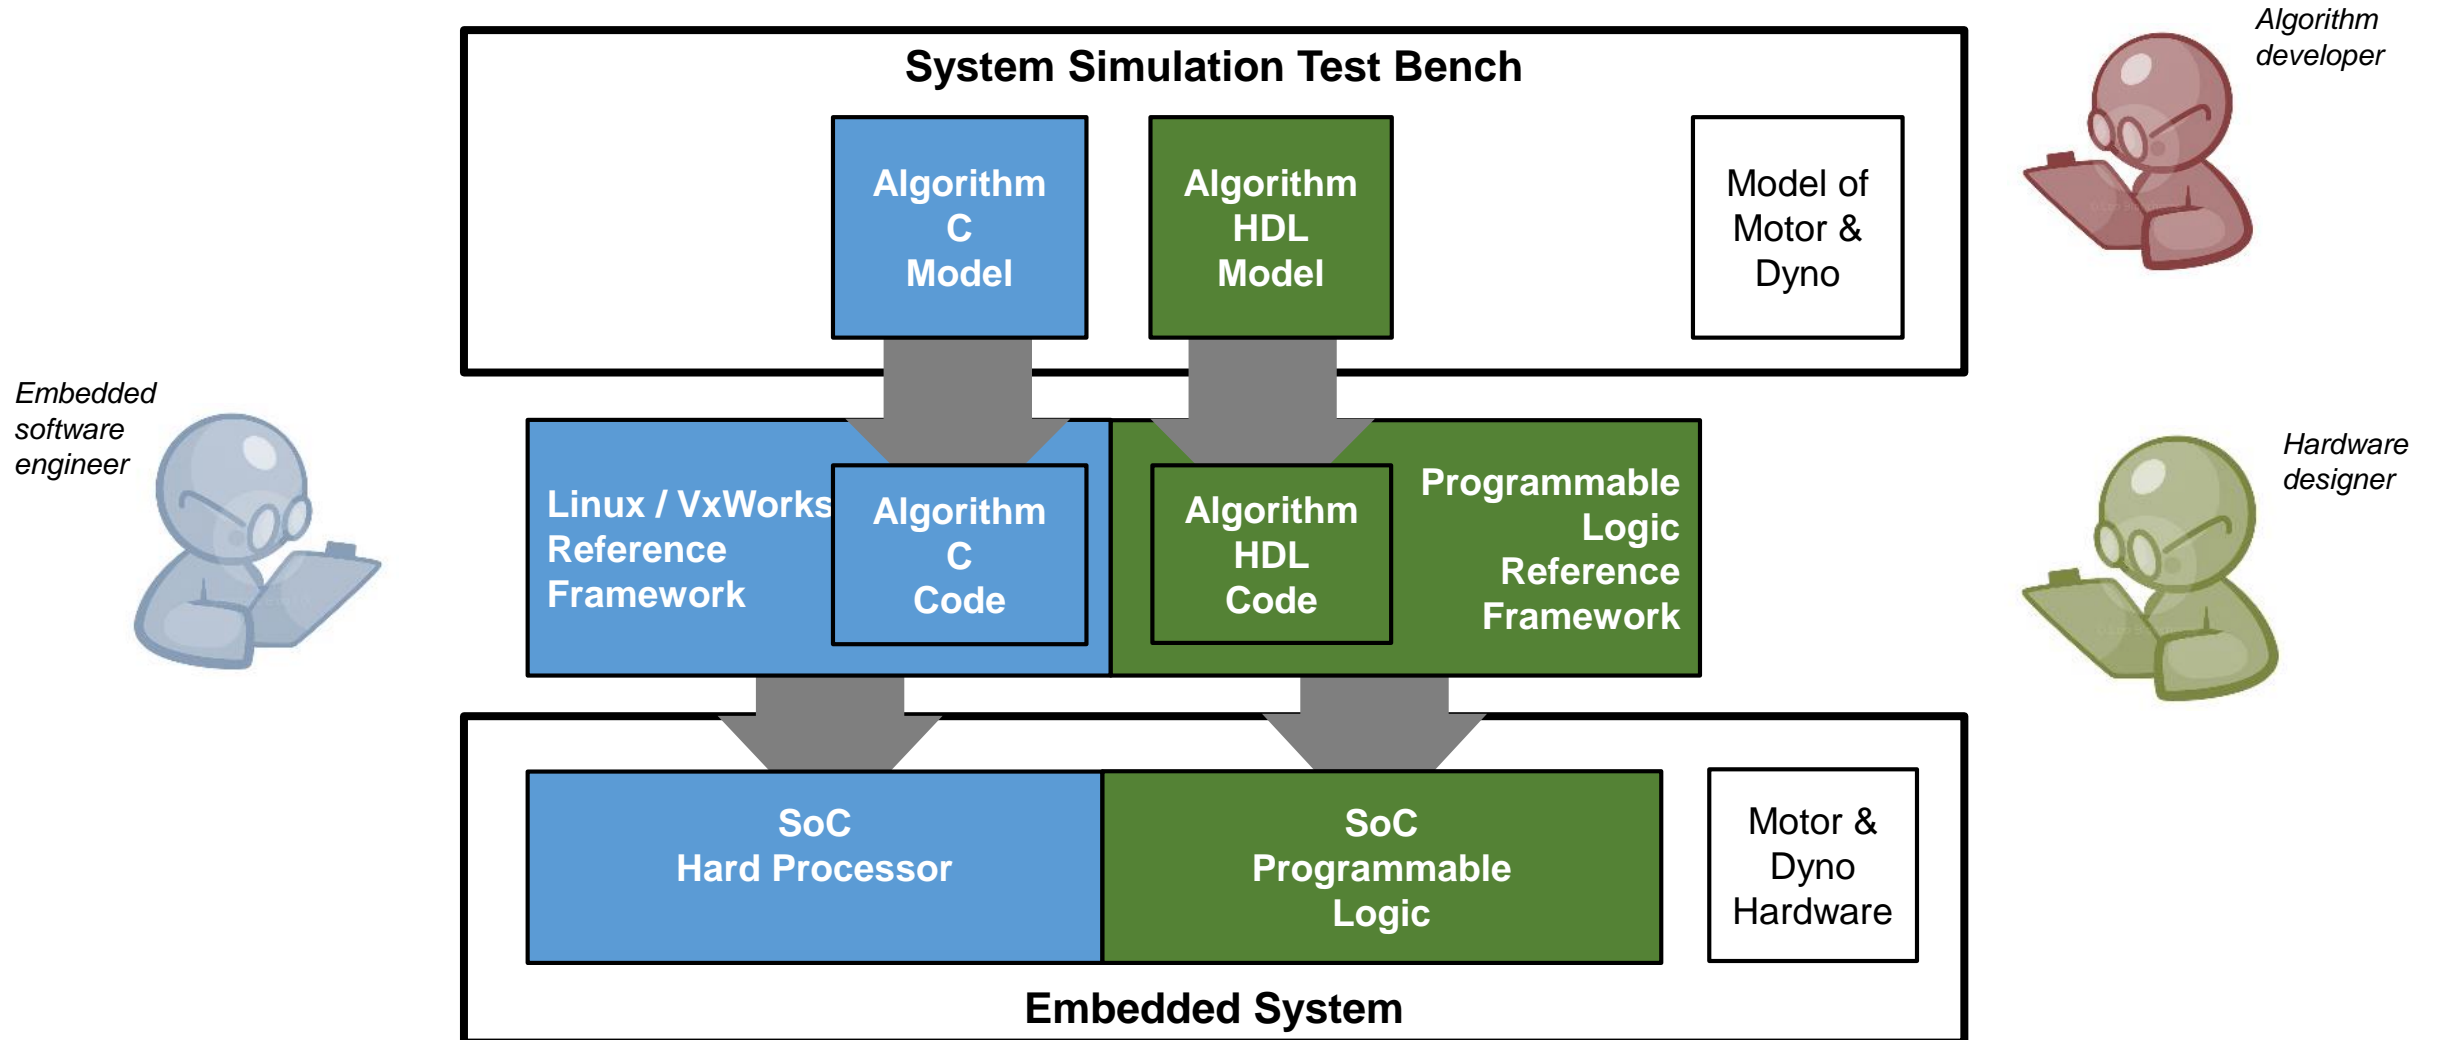 Algorithm
developer
System Simulation Test Bench
Algorithm
C
Model
Algorithm
HDL
Model
Model of
Motor &
Dyno
Embedded
software
engineer
Linux / VxWorks
Reference
Framework
Algorithm
C
Code
Algorithm
HDL
Code
Programmable
Logic
Reference
Framework
Hardware
designer
SoC
Hard Processor
SoC
Programmable
Logic
Motor &
Dyno
Hardware
Embedded System